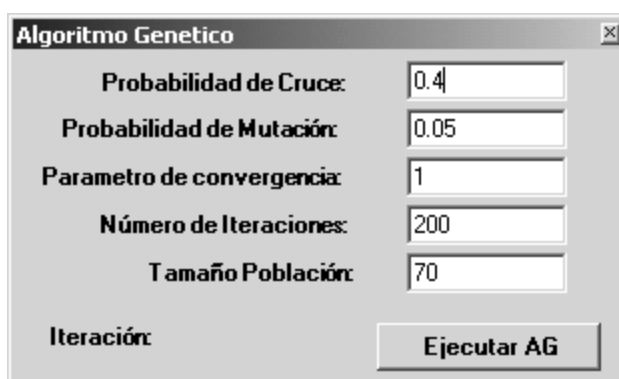 Algoritmo Genetico
Probabilidad de Cruce: 0.4
Probabilidad de Mutación: 0.05
Parametro de convergencia: 1
Número de Iteraciones: 200
Tamaño Población: 70
Iteración:
Ejecutar AG